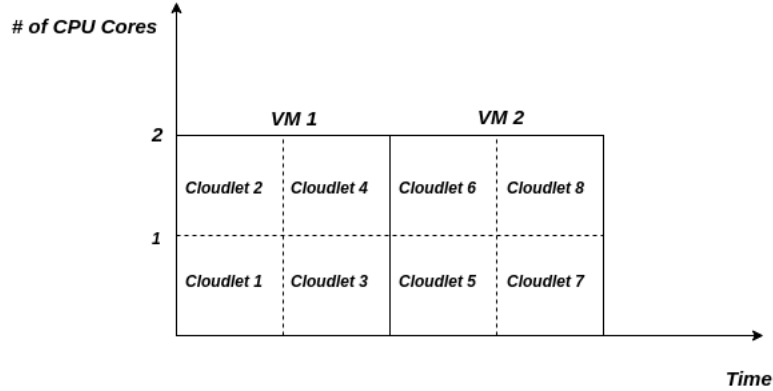 # of CPU Cores
VM 1
VM 2
2
Cloudlet 2
Cloudlet 4
Cloudlet 6
Cloudlet 8
1
Cloudlet 1
Cloudlet 3
Cloudlet 5
Cloudlet 7
Time